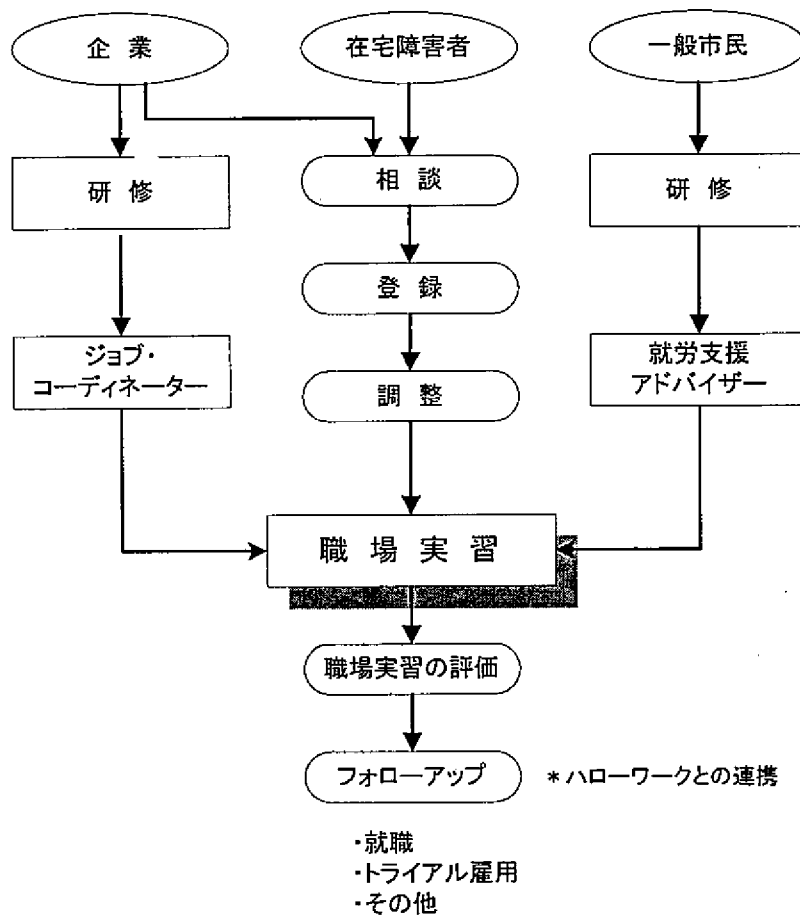 企業
在宅障害者
一般市民
研修
相談
研修
登録
ジョブ・
コーディネーター
調整
就労支援
アドバイザー
職場実習
職場実習の評価
フォローアップ
*ハローワークとの連携
・就職
・トライアル雇用
・その他